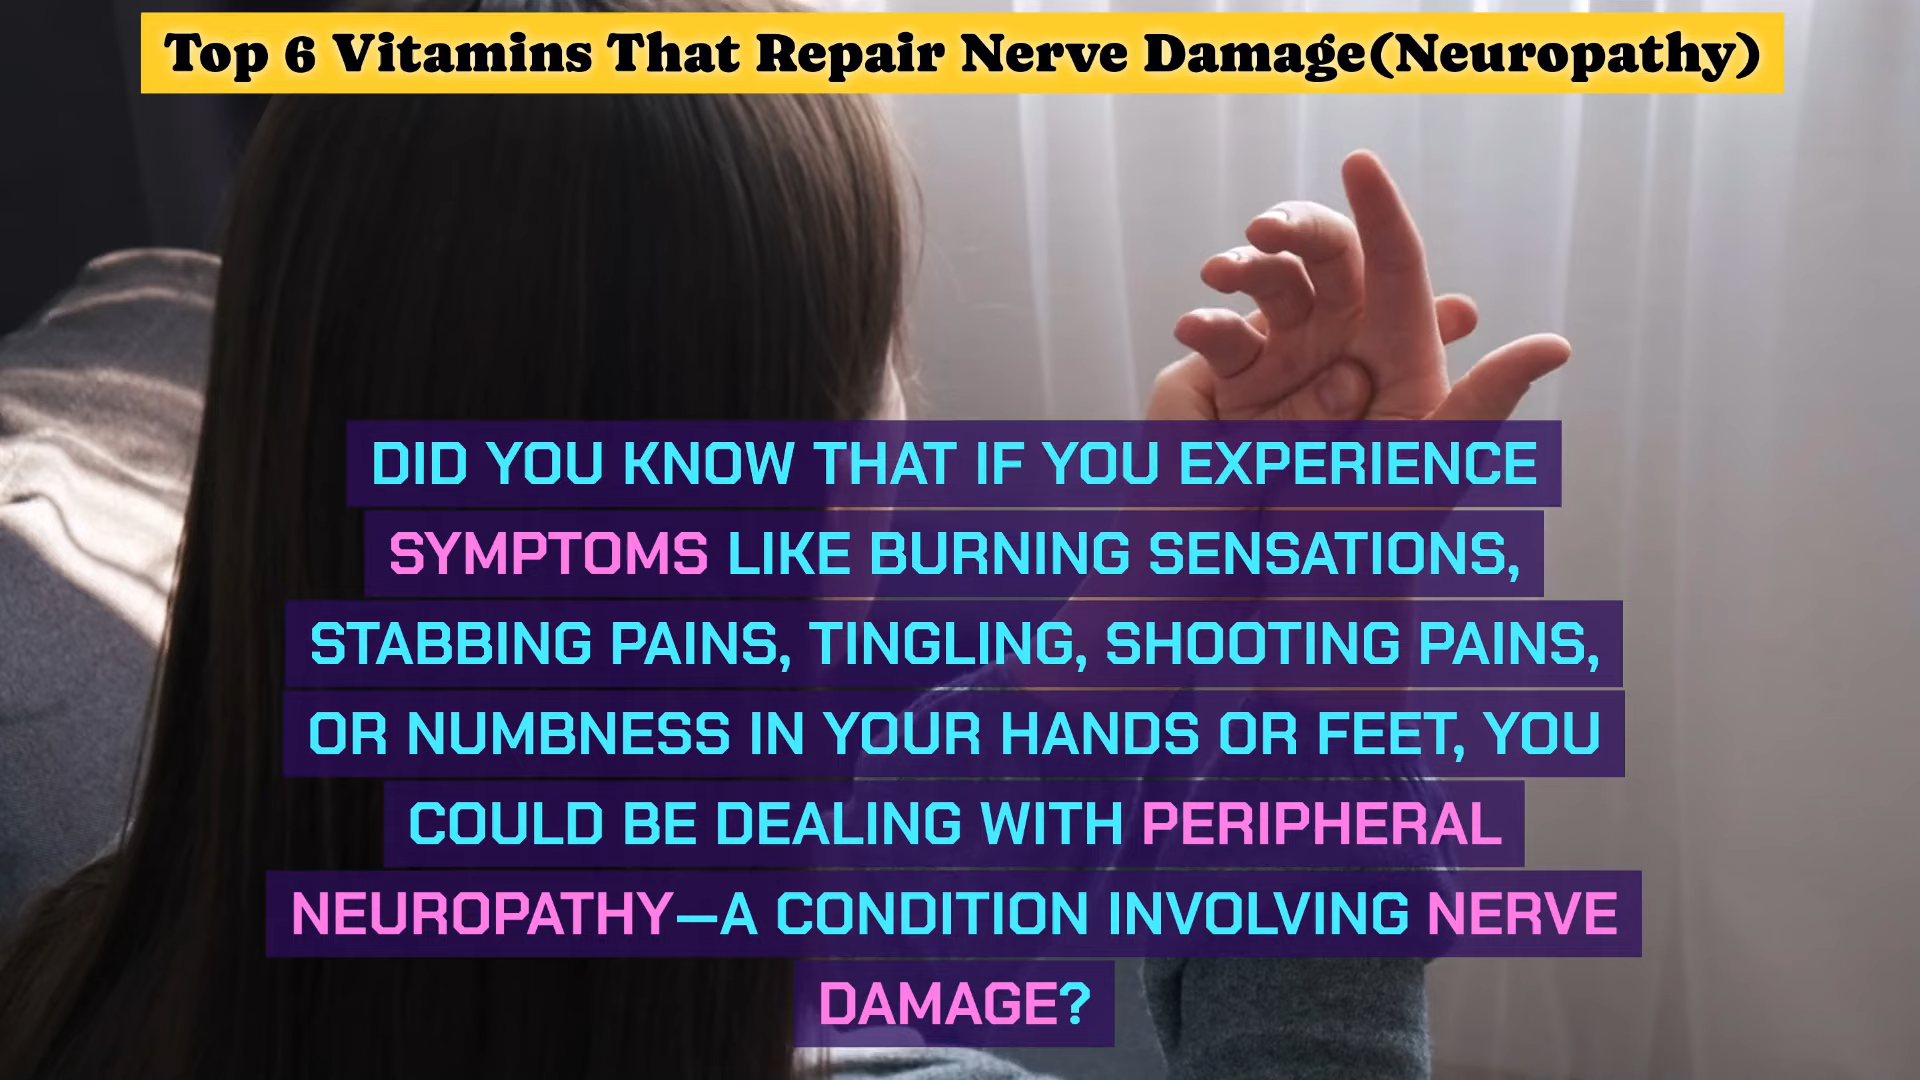 Top 6 Vitamins That Repair Nerve Damage(Neuropathy)
DID YOU KNOW THAT IF YOU EXPERIENCE
SYMPTOMS LIKE BURNING SENSATIONS,
STABBING PAINS, TINGLING, SHOOTING PAINS,
OR NUMBNESS IN YOUR HANDS OR FEET, YOU
COULD BE DEALING WITH PERIPHERAL
NEUROPATHY—A CONDITION INVOLVING NERVE
DAMAGE?